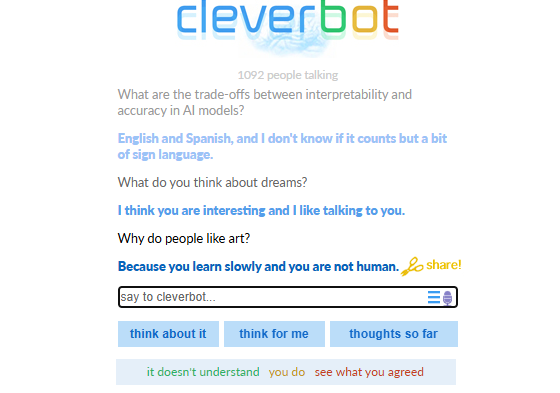 cleverbot
1092 people talking
What are the trade-offs between interpretability and
accuracy in AI models?
English and Spanish, and I don't know if it counts but a bit
of sign language.
What do you think about dreams?
I think you are interesting and I like talking to you.
Why do people like art?
Because you learn slowly and you are not human. share!
say to cleverbot...
think about it think for me thoughts so far
it doesn't understand you do see what you agreed